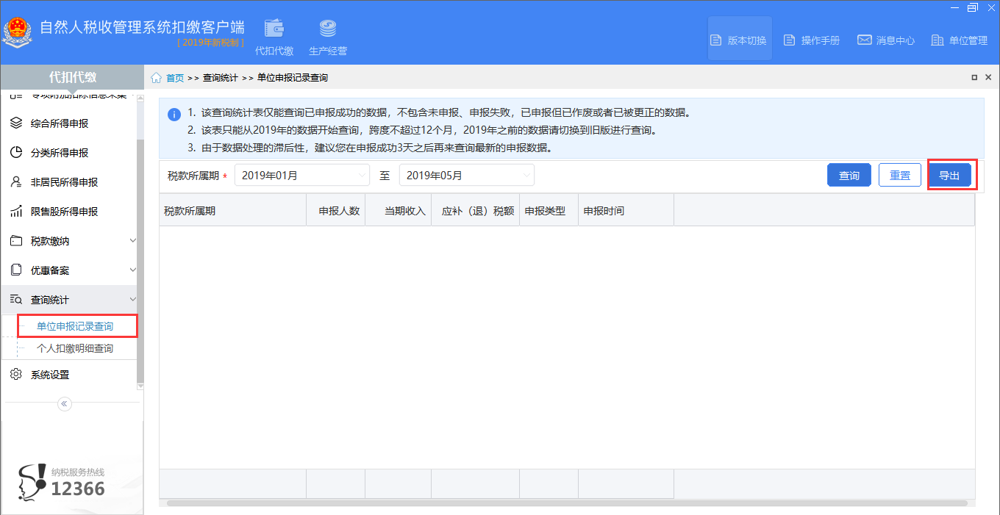 自然人税收管理系统扣缴客户端
[ 2019年新税制 ]
代扣代缴
生产经营
版本切换
操作手册
消息中心
单位管理
代扣代缴
首页 >> 查询统计 >> 单位申报记录查询
专项附加扣除信息采集
综合所得申报
分类所得申报
非居民所得申报
限售股所得申报
税款缴纳
优惠备案
查询统计
单位申报记录查询
个人扣缴明细查询
系统设置
纳税服务热线
12366
1. 该查询统计表仅能查询已申报成功的数据，不包含未申报、申报失败，已申报但已作废或者已被更正的数据。
2. 该表只能从2019年的数据开始查询，跨度不超过12个月，2019年之前的数据请切换到旧版进行查询。
3. 由于数据处理的滞后性，建议您在申报成功3天之后再来查询最新的申报数据。
税款所属期 * 2019年01月 至 2019年05月 查询 重置 导出
税款所属期 申报人数 当期收入 应补（退）税额 申报类型 申报时间